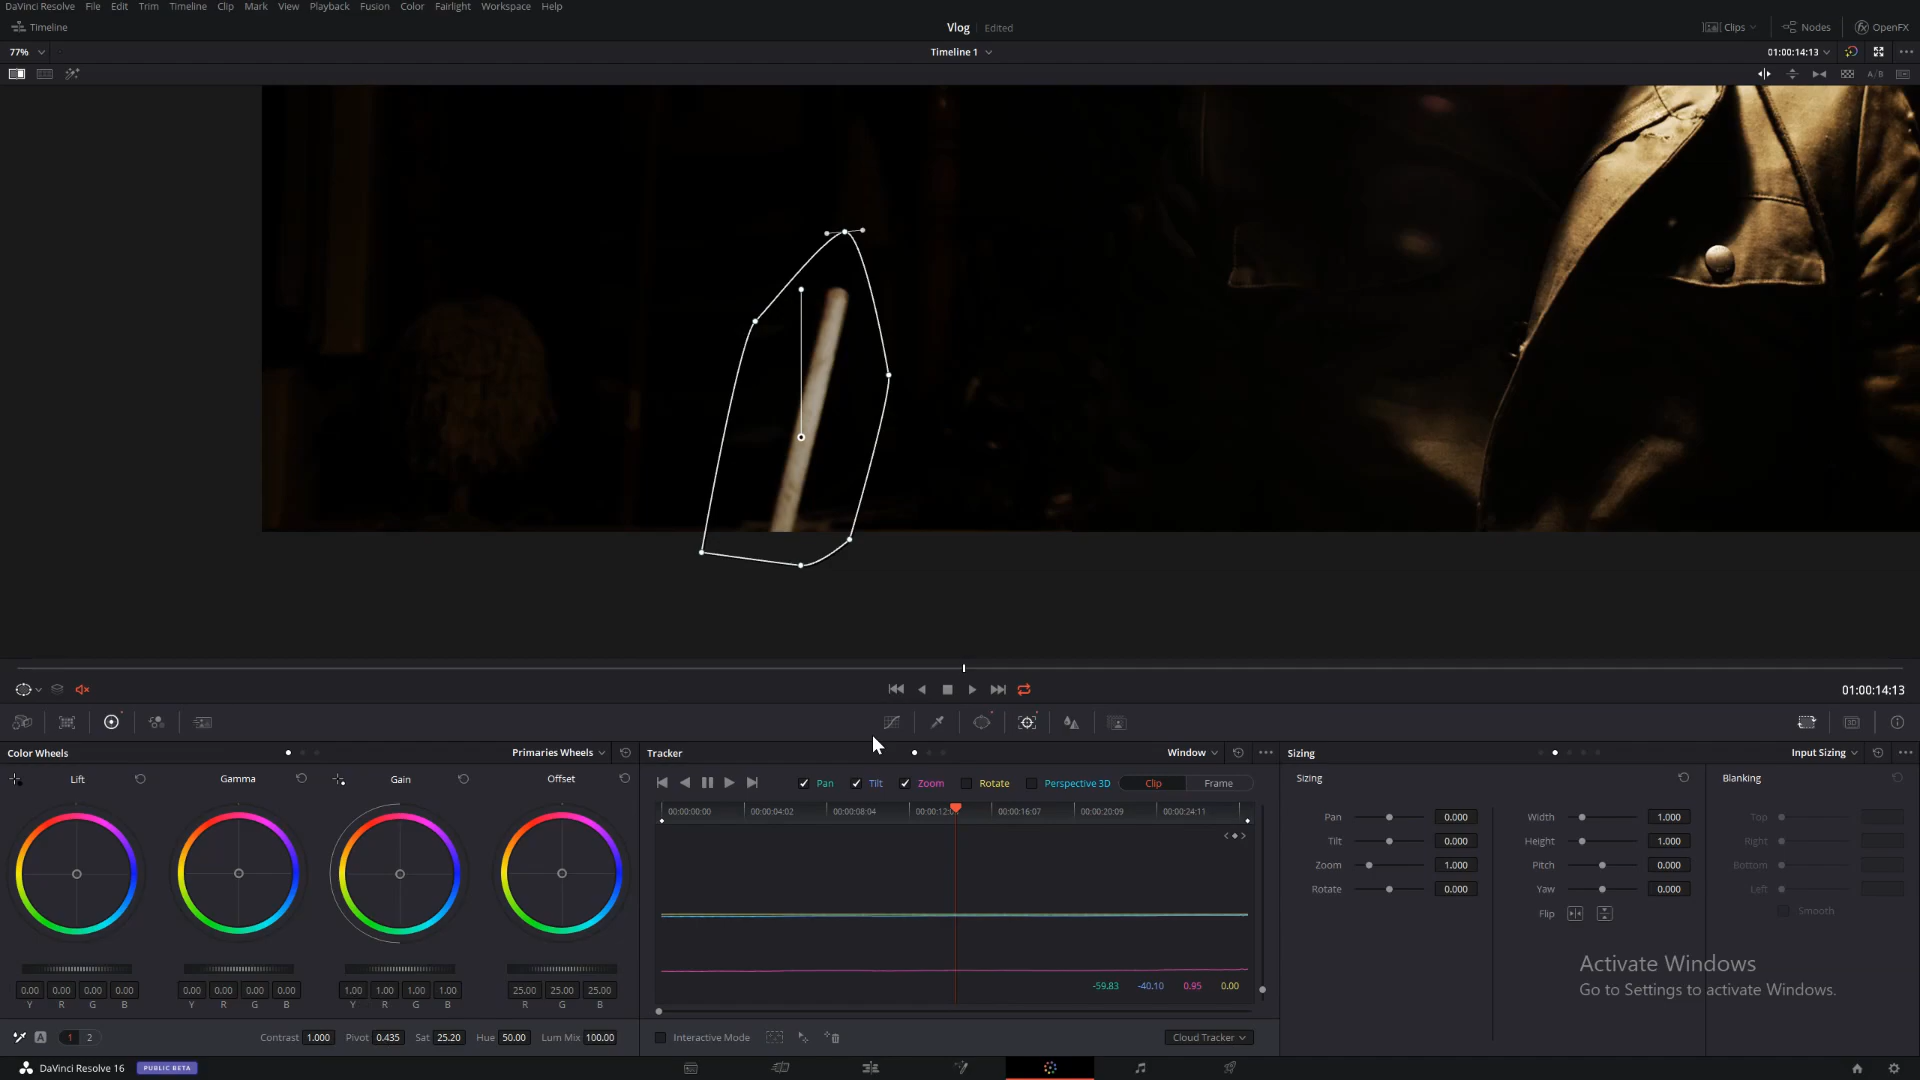 DaVinci Resolve File Edit Trim Timeline Clip Mark View Playback Fusion Color Fairlight Workspace Help
Timeline Vlog Edited Clips Nodes OpenFX
77% Timeline 1 01:00:14:13
A/B
01:00:14:13
Color Wheels Primaries Wheels Tracker Window Sizing Input Sizing
Lift Gamma Gain Offset Pan Tilt Zoom Rotate Perspective 3D Clip Frame Sizing Blanking
00:00:00:00 00:00:04:02 00:00:08:04 00:00:16:07 00:00:20:09 00:00:24:11
Pan 0.000 Width 1.000 Top
Tilt 0.000 Height 1.000 Right
Zoom 1.000 Pitch 0.000 Bottom
Rotate 0.000 Yaw 0.000 Left
Flip Smooth
Activate Windows
Go to Settings to activate Windows.
-59.83 -40.10 0.95 0.00
0.00 0.00 0.00 0.00 0.00 0.00 0.00 0.00 1.00 1.00 1.00 1.00 25.00 25.00 25.00
Y R G B Y R G B Y R G B R G B
A 1 2 Contrast 1.000 Pivot 0.435 Sat 25.20 Hue 50.00 Lum Mix 100.00 Interactive Mode Cloud Tracker
DaVinci Resolve 16 PUBLIC BETA